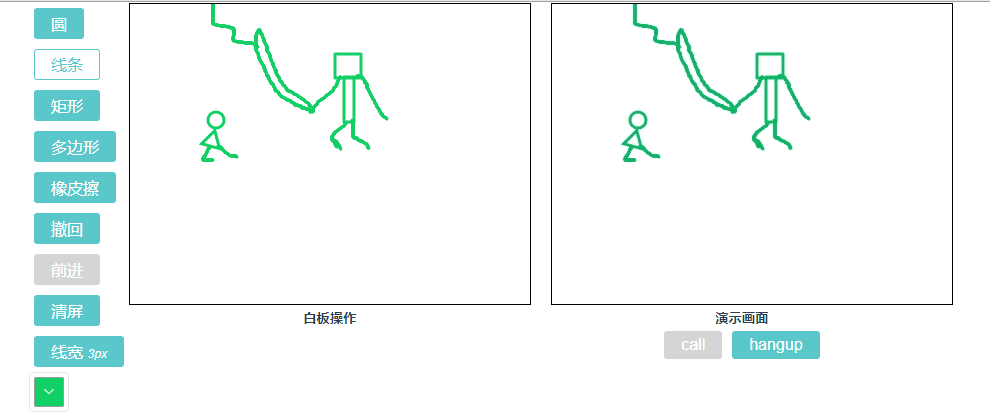 圆
线条
矩形
多边形
橡皮擦
撤回
前进
清屏
线宽 3px
白板操作
演示画面
call hangup